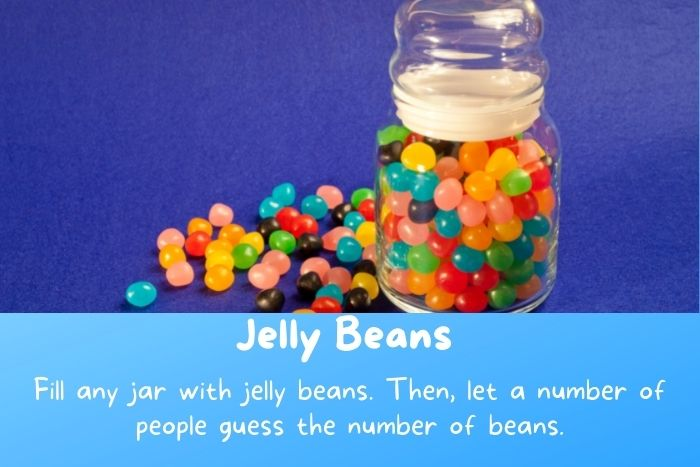 Jelly Beans
Fill any jar with jelly beans. Then, let a number of
people guess the number of beans.